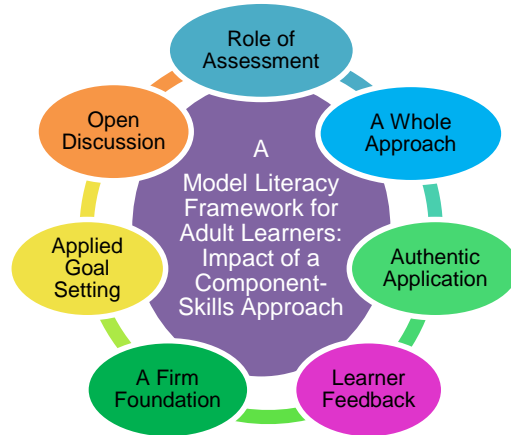 Role of
Assessment
A Whole
Approach
Authentic
Application
Learner
Feedback
A Firm
Foundation
Applied
Goal
Setting
Open
Discussion
A
Model Literacy
Framework for
Adult Learners:
Impact of a
Component-
Skills Approach